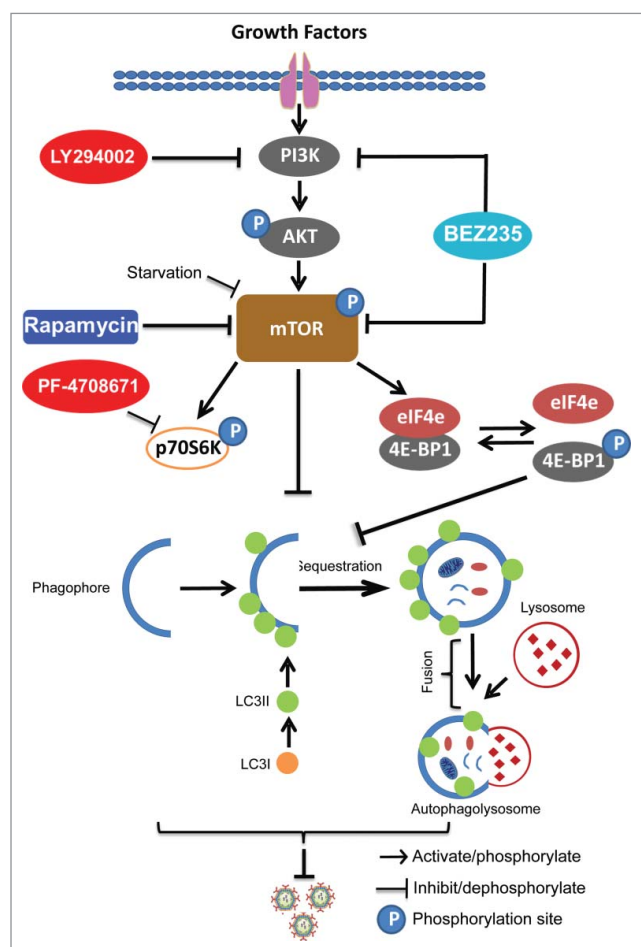 Growth Factors
LY294002
PI3K
P
AKT
BEZ235
Starvation
P
Rapamycin
mTOR
PF-4708671
p70S6K
P
eIF4e
4E-BP1
eIF4e
4E-BP1
P
Phagophore
Sequestration
Lysosome
Fusion
LC3II
LC3I
Autophagolysosome
Activate/phosphorylate
Inhibit/dephosphorylate
P
Phosphorylation site